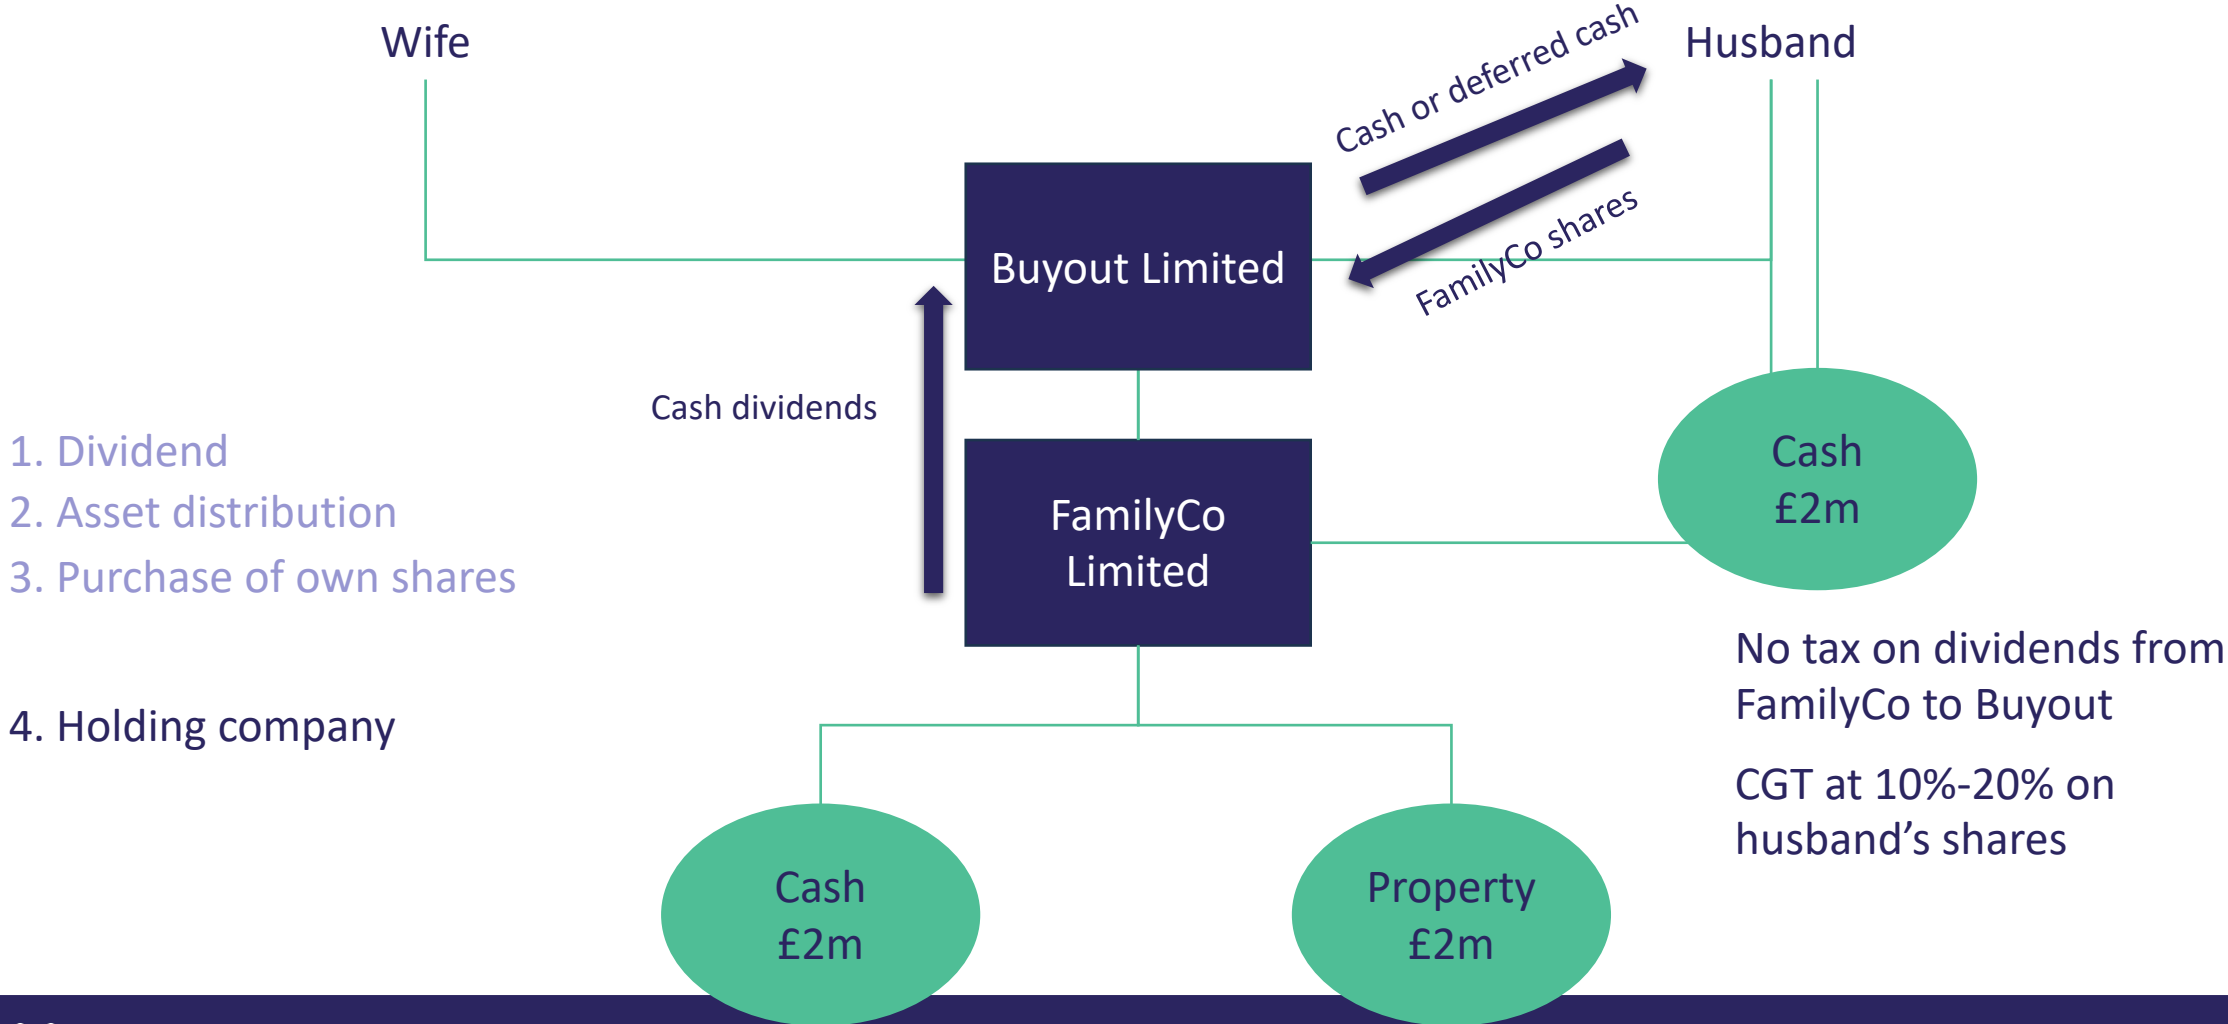 Wife
Husband
Cash or deferred cash
FamilyCo shares
Buyout Limited
Cash dividends
1. Dividend
2. Asset distribution
3. Purchase of own shares
4. Holding company
FamilyCo
Limited
Cash
£2m
No tax on dividends from
FamilyCo to Buyout
CGT at 10%-20% on
husband's shares
Cash
£2m
Property
£2m